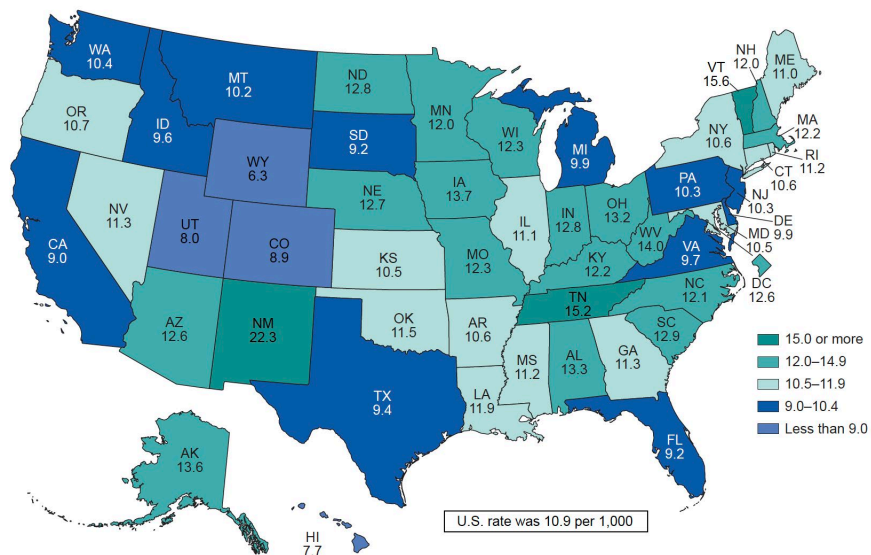 WA
10.4
MT
10.2
ND
12.8
MN
12.0
VT
15.6
NH
12.0
ME
11.0
OR
10.7
ID
9.6
SD
9.2
WI
12.3
MI
9.9
NY
10.6
MA
12.2
RI
11.2
CT
10.6
WY
6.3
NE
12.7
IA
13.7
PA
10.3
NJ
10.3
DE
9.9
MD
10.5
DC
12.6
NV
11.3
UT
8.0
CO
8.9
IL
11.1
IN
12.8
OH
13.2
WV
14.0
VA
9.7
CA
9.0
KS
10.5
MO
12.3
KY
12.2
NC
12.1
TN
15.2
AZ
12.6
NM
22.3
OK
11.5
AR
10.6
SC
12.9
MS
11.2
AL
13.3
GA
11.3
TX
9.4
LA
11.9
FL
9.2
AK
13.6
HI
7.7
15.0 or more
12.0–14.9
10.5–11.9
9.0–10.4
Less than 9.0
U.S. rate was 10.9 per 1,000